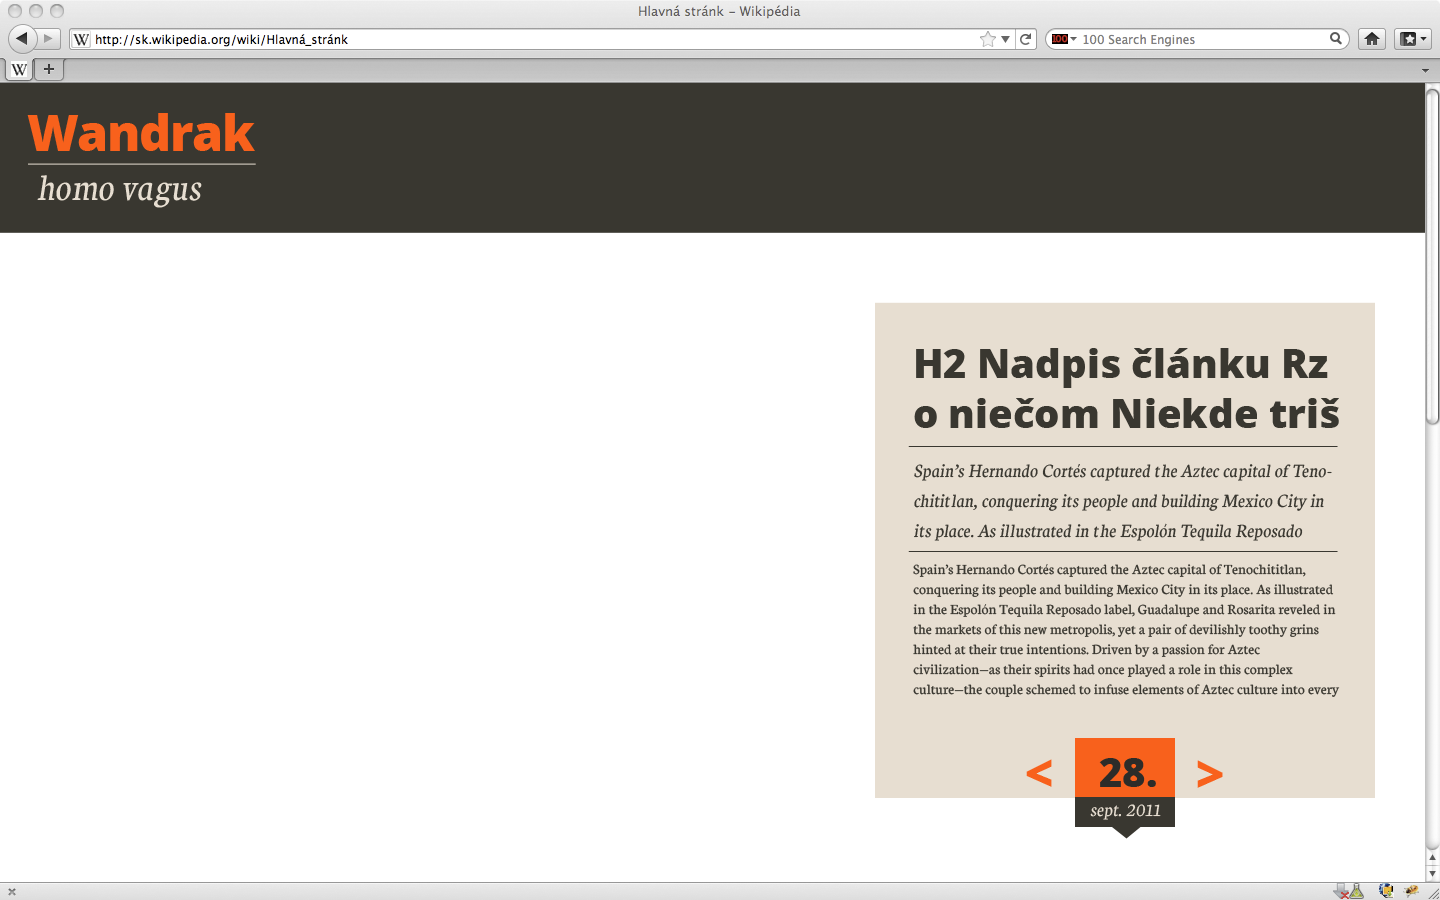 Hlavná stránk – Wikipédia
W http://sk.wikipedia.org/wiki/Hlavná_stránk
100 100 Search Engines
W +
Wandrak
homo vagus
H2 Nadpis článku Rz
o niečom Niekde triš
Spain’s Hernando Cortés captured the Aztec capital of Teno-
chititlan, conquering its people and building Mexico City in
its place. As illustrated in the Espolón Tequila Reposado
Spain’s Hernando Cortés captured the Aztec capital of Tenochititlan,
conquering its people and building Mexico City in its place. As illustrated
in the Espolón Tequila Reposado label, Guadalupe and Rosarita reveled in
the markets of this new metropolis, yet a pair of devilishly toothy grins
hinted at their true intentions. Driven by a passion for Aztec
civilization—as their spirits had once played a role in this complex
culture—the couple schemed to infuse elements of Aztec culture into every
< 28. >
sept. 2011